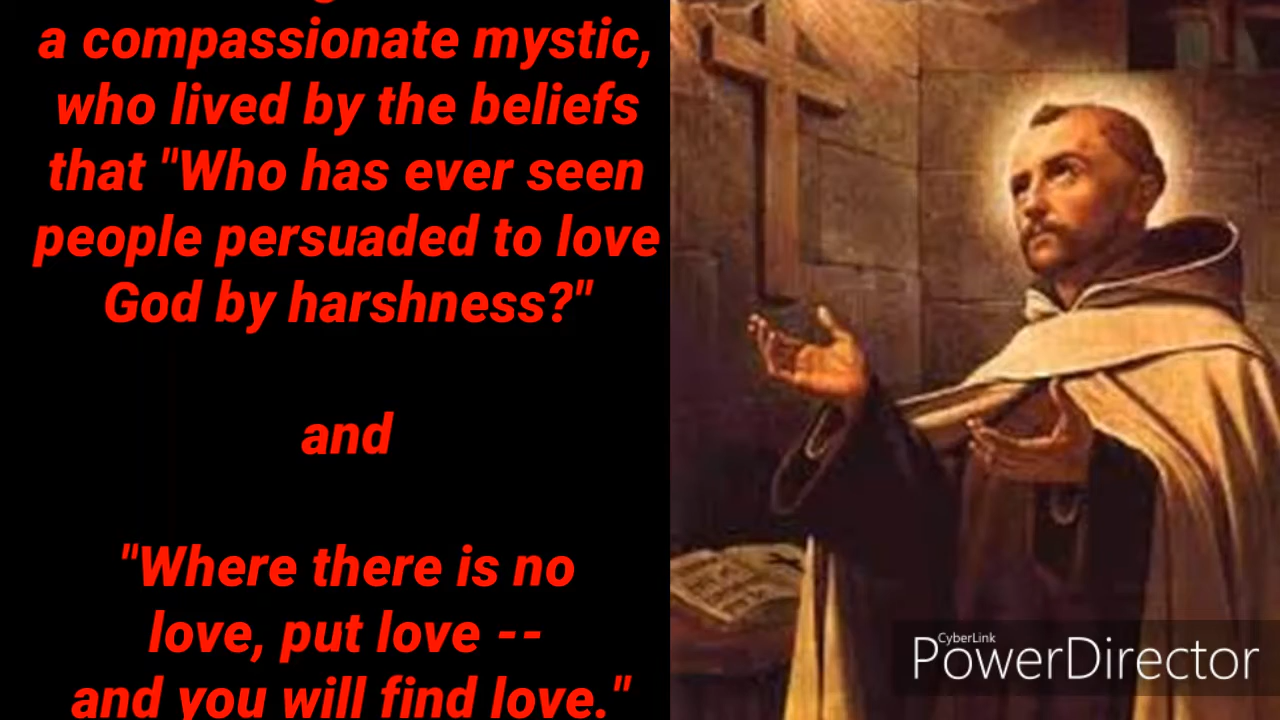 a compassionate mystic,
who lived by the beliefs
that "Who has ever seen
people persuaded to love
God by harshness?"
and
"Where there is no
love, put love --
and you will find love."
CyberLink
PowerDirector